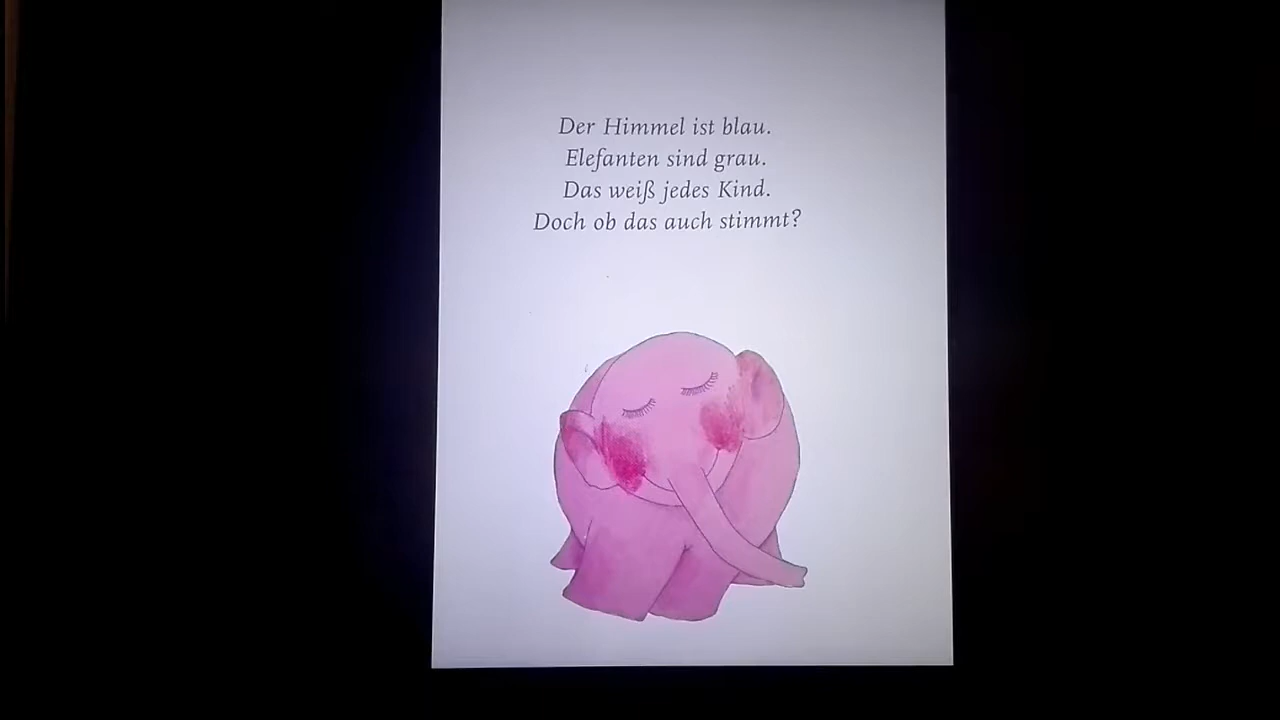 Der Himmel ist blau.
Elefanten sind grau.
Das weiß jedes Kind.
Doch ob das auch stimmt?